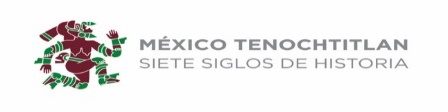 MÉXICO TENOCHTITLAN
SIETE SIGLOS DE HISTORIA